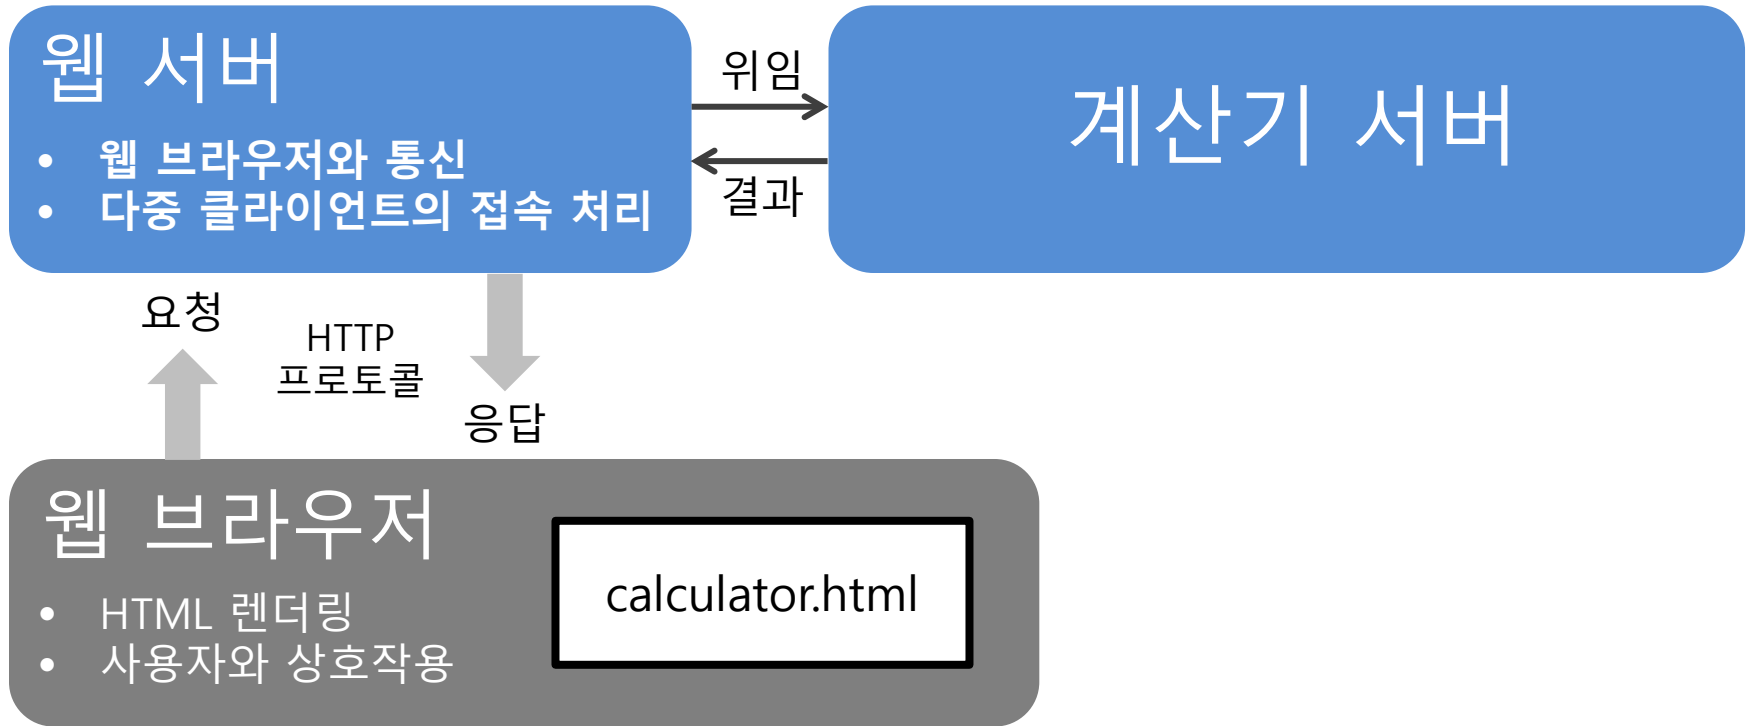 웹 서버
• 웹 브라우저와 통신
• 다중 클라이언트의 접속 처리
위임
결과
계산기 서버
요청
HTTP
프로토콜
응답
웹 브라우저
• HTML 렌더링
• 사용자와 상호작용
calculator.html